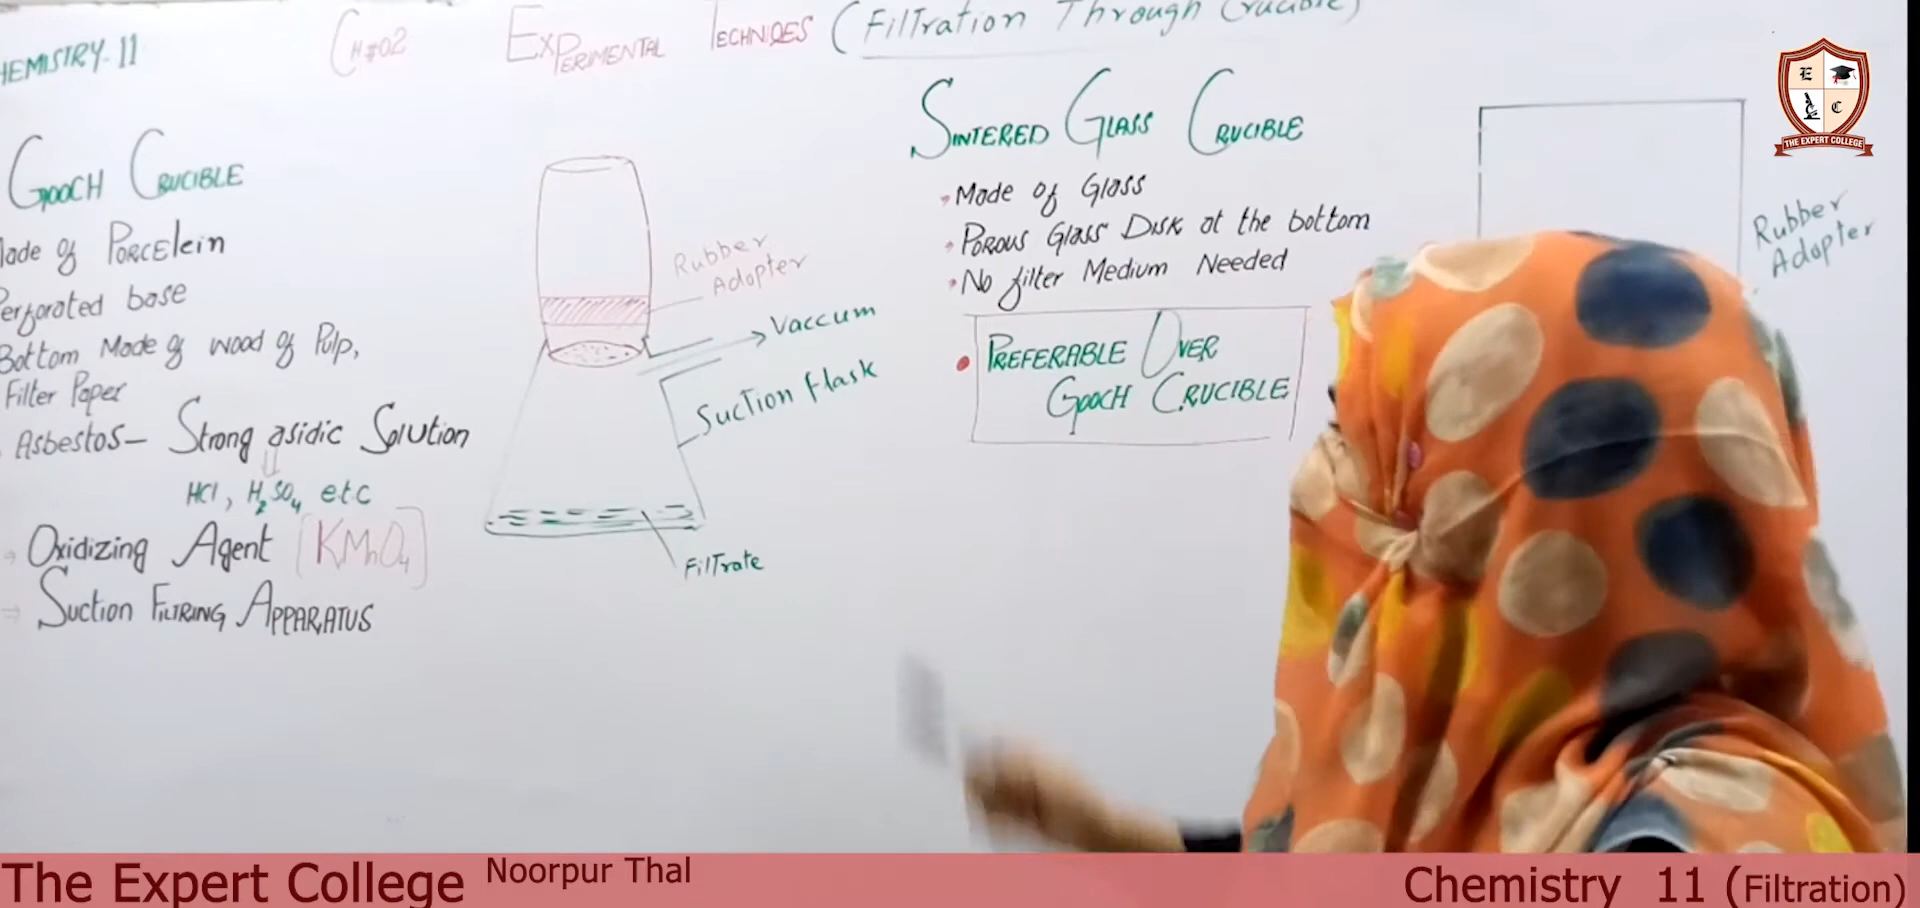 HEMISTRY.11
CH#02
EXPERIMENTAL TECHNIQES (FilTration Through Crucible)
GOOCH CRUCIBLE
Made of PORCElein
Perforated base
Bottom Made of wood of Pulp,
Filter Paper
Asbestos— Strong asidic Solution
HCl, H2SO4 etc
Oxidizing Agent [KMnO4]
Suction FILTRING APPARATUS
Rubber
Adopter
Vaccum
Suction flask
FilTrate
SINTERED GLASS CRUCIBLE
Made of Glass
POROUS Glass Disk at the bottom
No filter Medium Needed
PREFERABLE OVER
GOOCH CRUCIBLE
Rubber
Adopter
E
C
THE EXPERT COLLEGE
The Expert College Noorpur Thal
Chemistry 11 (Filtration)